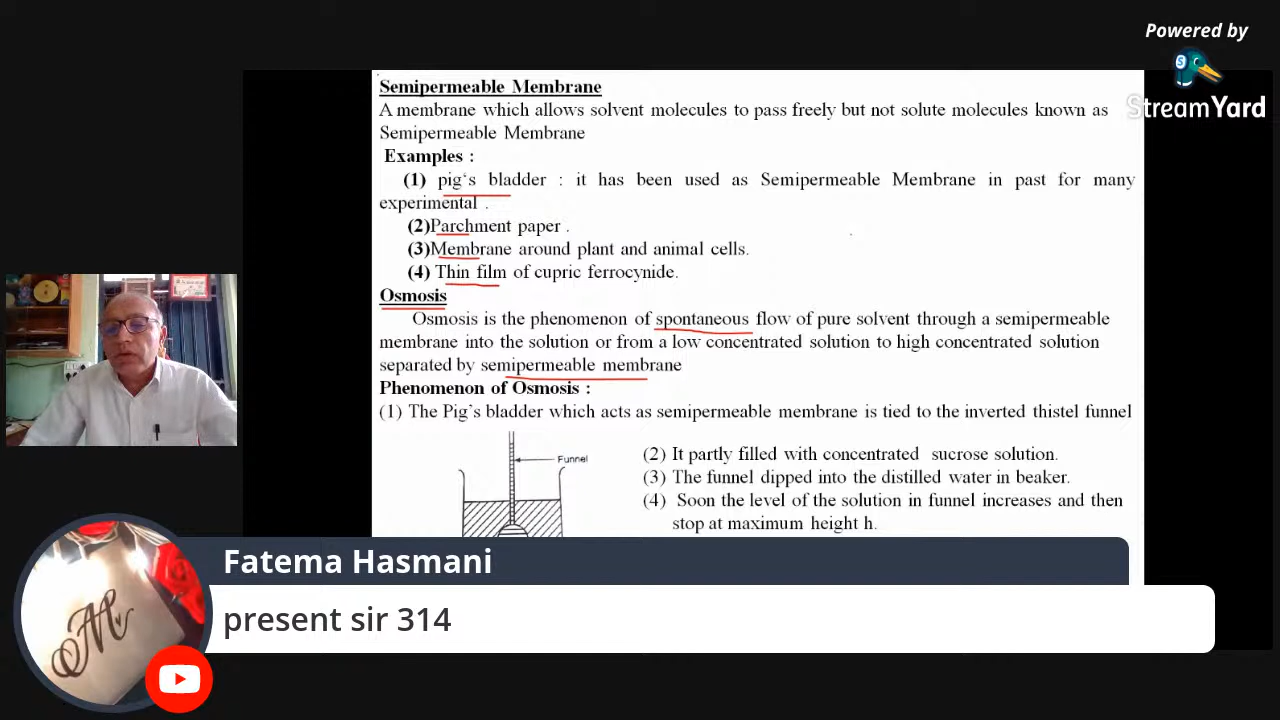 Powered by
StreamYard
Semipermeable Membrane
A membrane which allows solvent molecules to pass freely but not solute molecules known as
Semipermeable Membrane
Examples :
(1) pig's bladder : it has been used as Semipermeable Membrane in past for many
experimental .
(2)Parchment paper .
(3)Membrane around plant and animal cells.
(4) Thin film of cupric ferrocynide.
Osmosis
Osmosis is the phenomenon of spontaneous flow of pure solvent through a semipermeable
membrane into the solution or from a low concentrated solution to high concentrated solution
separated by semipermeable membrane
Phenomenon of Osmosis :
(1) The Pig's bladder which acts as semipermeable membrane is tied to the inverted thistel funnel
Funnel
(2) It partly filled with concentrated sucrose solution.
(3) The funnel dipped into the distilled water in beaker.
(4) Soon the level of the solution in funnel increases and then
stop at maximum height h.
Fatema Hasmani
present sir 314